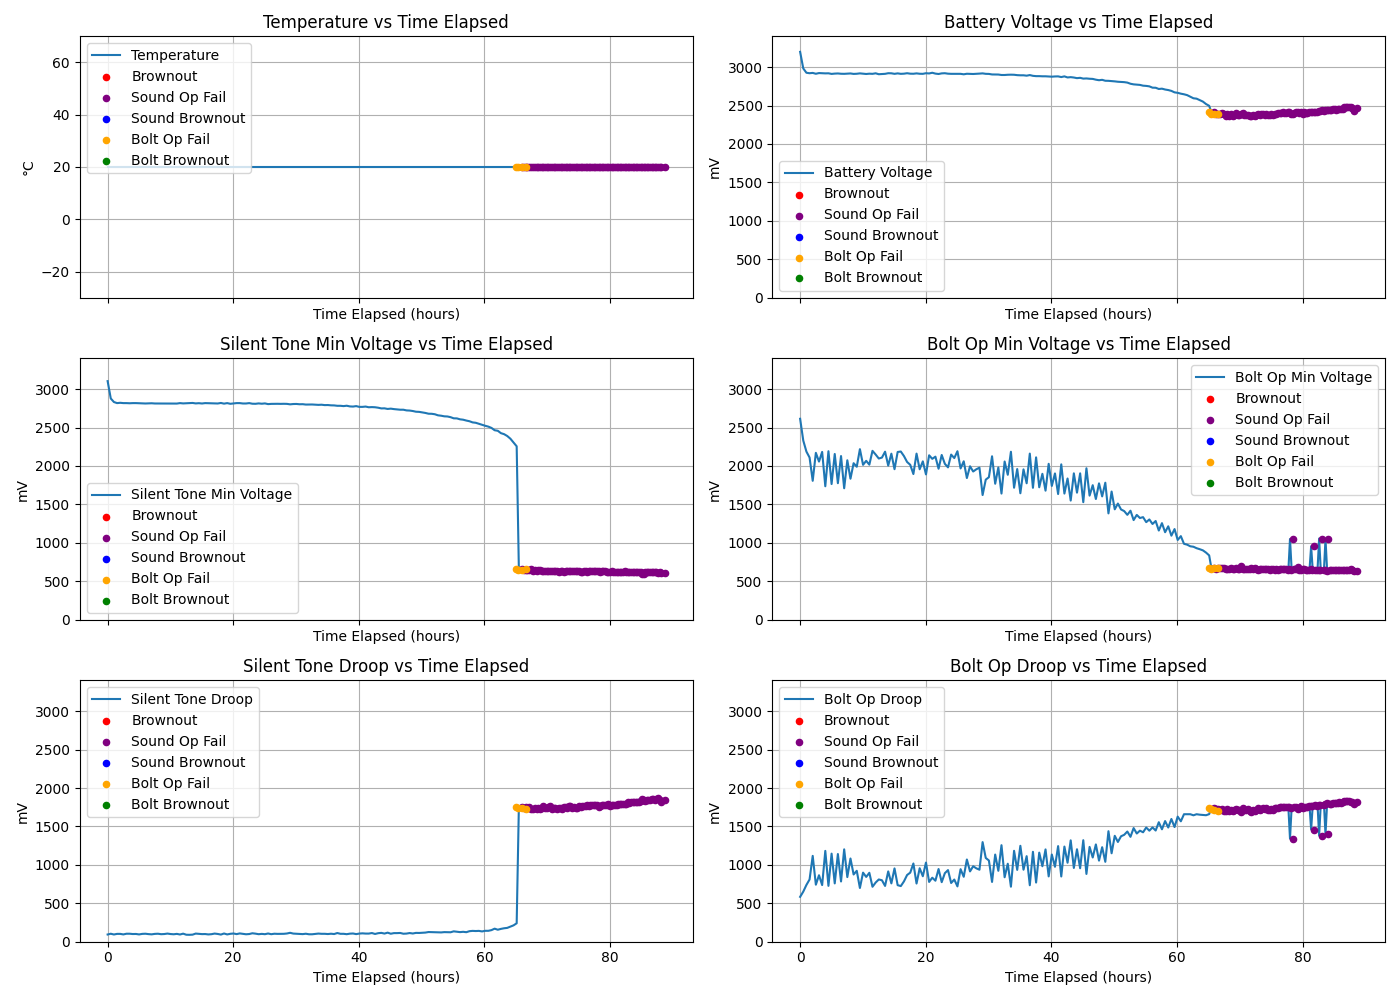 Temperature vs Time Elapsed
60
40
20
0
−20
°C
Temperature
Brownout
Sound Op Fail
Sound Brownout
Bolt Op Fail
Bolt Brownout
Time Elapsed (hours)
Battery Voltage vs Time Elapsed
3000
2500
2000
1500
1000
500
0
mV
Battery Voltage
Brownout
Sound Op Fail
Sound Brownout
Bolt Op Fail
Bolt Brownout
Time Elapsed (hours)
Silent Tone Min Voltage vs Time Elapsed
3000
2500
2000
1500
1000
500
0
mV
Silent Tone Min Voltage
Brownout
Sound Op Fail
Sound Brownout
Bolt Op Fail
Bolt Brownout
Time Elapsed (hours)
Bolt Op Min Voltage vs Time Elapsed
3000
2500
2000
1500
1000
500
0
mV
Bolt Op Min Voltage
Brownout
Sound Op Fail
Sound Brownout
Bolt Op Fail
Bolt Brownout
Time Elapsed (hours)
Silent Tone Droop vs Time Elapsed
3000
2500
2000
1500
1000
500
0
mV
Silent Tone Droop
Brownout
Sound Op Fail
Sound Brownout
Bolt Op Fail
Bolt Brownout
0 20 40 60 80
Time Elapsed (hours)
Bolt Op Droop vs Time Elapsed
3000
2500
2000
1500
1000
500
0
mV
Bolt Op Droop
Brownout
Sound Op Fail
Sound Brownout
Bolt Op Fail
Bolt Brownout
0 20 40 60 80
Time Elapsed (hours)